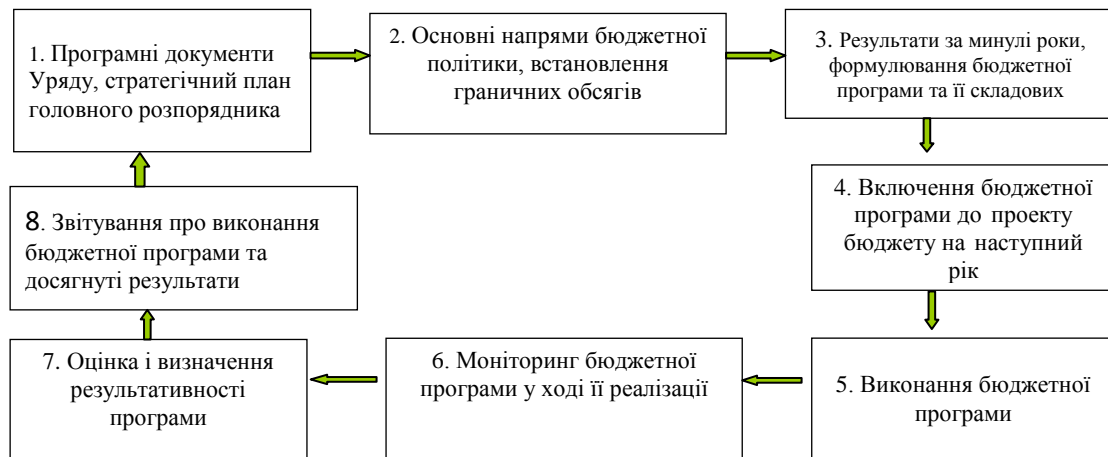 1. Програмні документи
Уряду, стратегічний план
головного розпорядника
2. Основні напрями бюджетної
політики, встановлення
граничних обсягів
3. Результати за минулі роки,
формулювання бюджетної
програми та її складових
4. Включення бюджетної
програми до проекту
бюджету на наступний
рік
8. Звітування про виконання
бюджетної програми та
досягнуті результати
7. Оцінка і визначення
результативності
програми
6. Моніторинг бюджетної
програми у ході її реалізації
5. Виконання бюджетної
програми